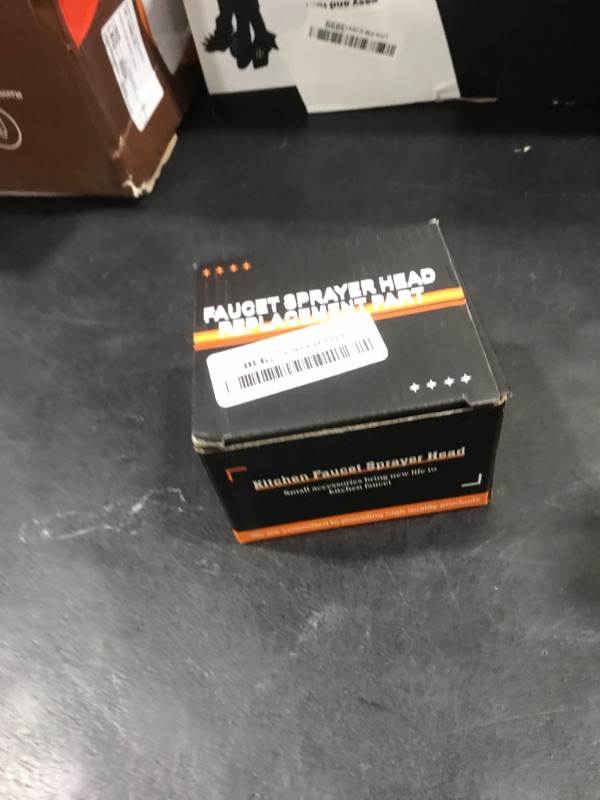 FAUCET SPRAYER HEAD
REPLACEMENT PART
Kitchen Faucet Sprayer Head
Small accessories bring new life to
kitchen faucet
We are committed to providing high quality products